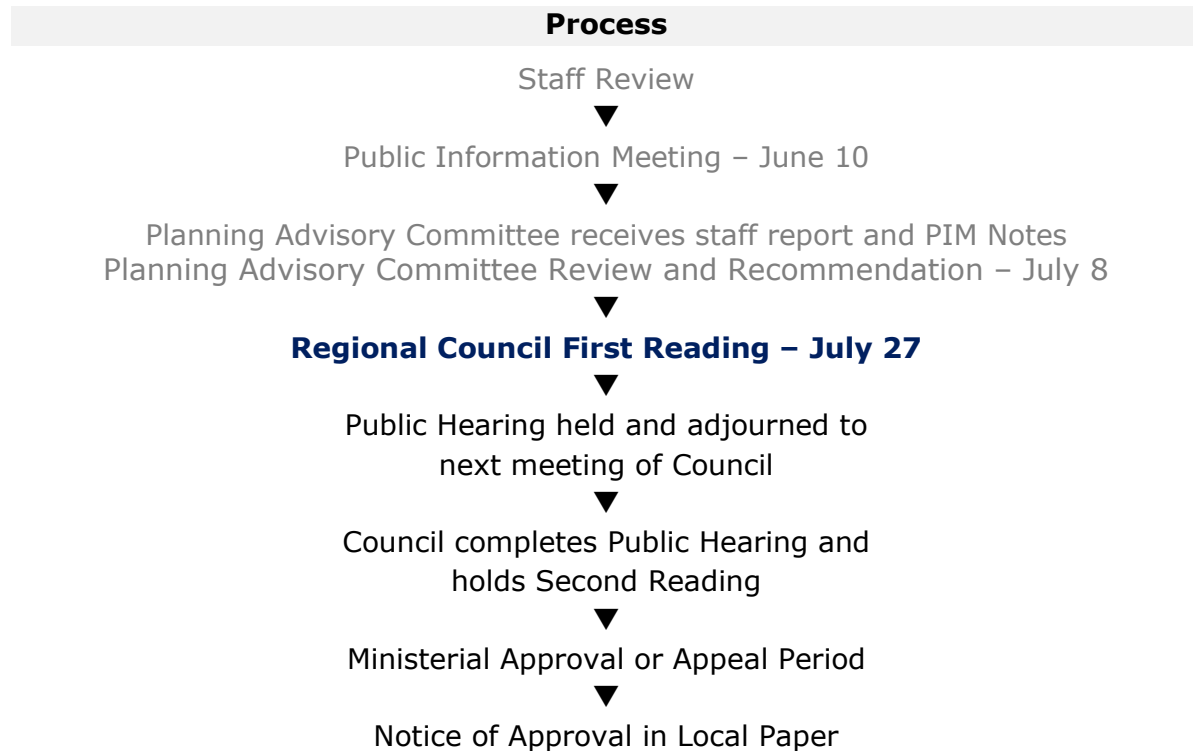 Process
Staff Review
Public Information Meeting – June 10
Planning Advisory Committee receives staff report and PIM Notes
Planning Advisory Committee Review and Recommendation – July 8
Regional Council First Reading – July 27
Public Hearing held and adjourned to
next meeting of Council
Council completes Public Hearing and
holds Second Reading
Ministerial Approval or Appeal Period
Notice of Approval in Local Paper